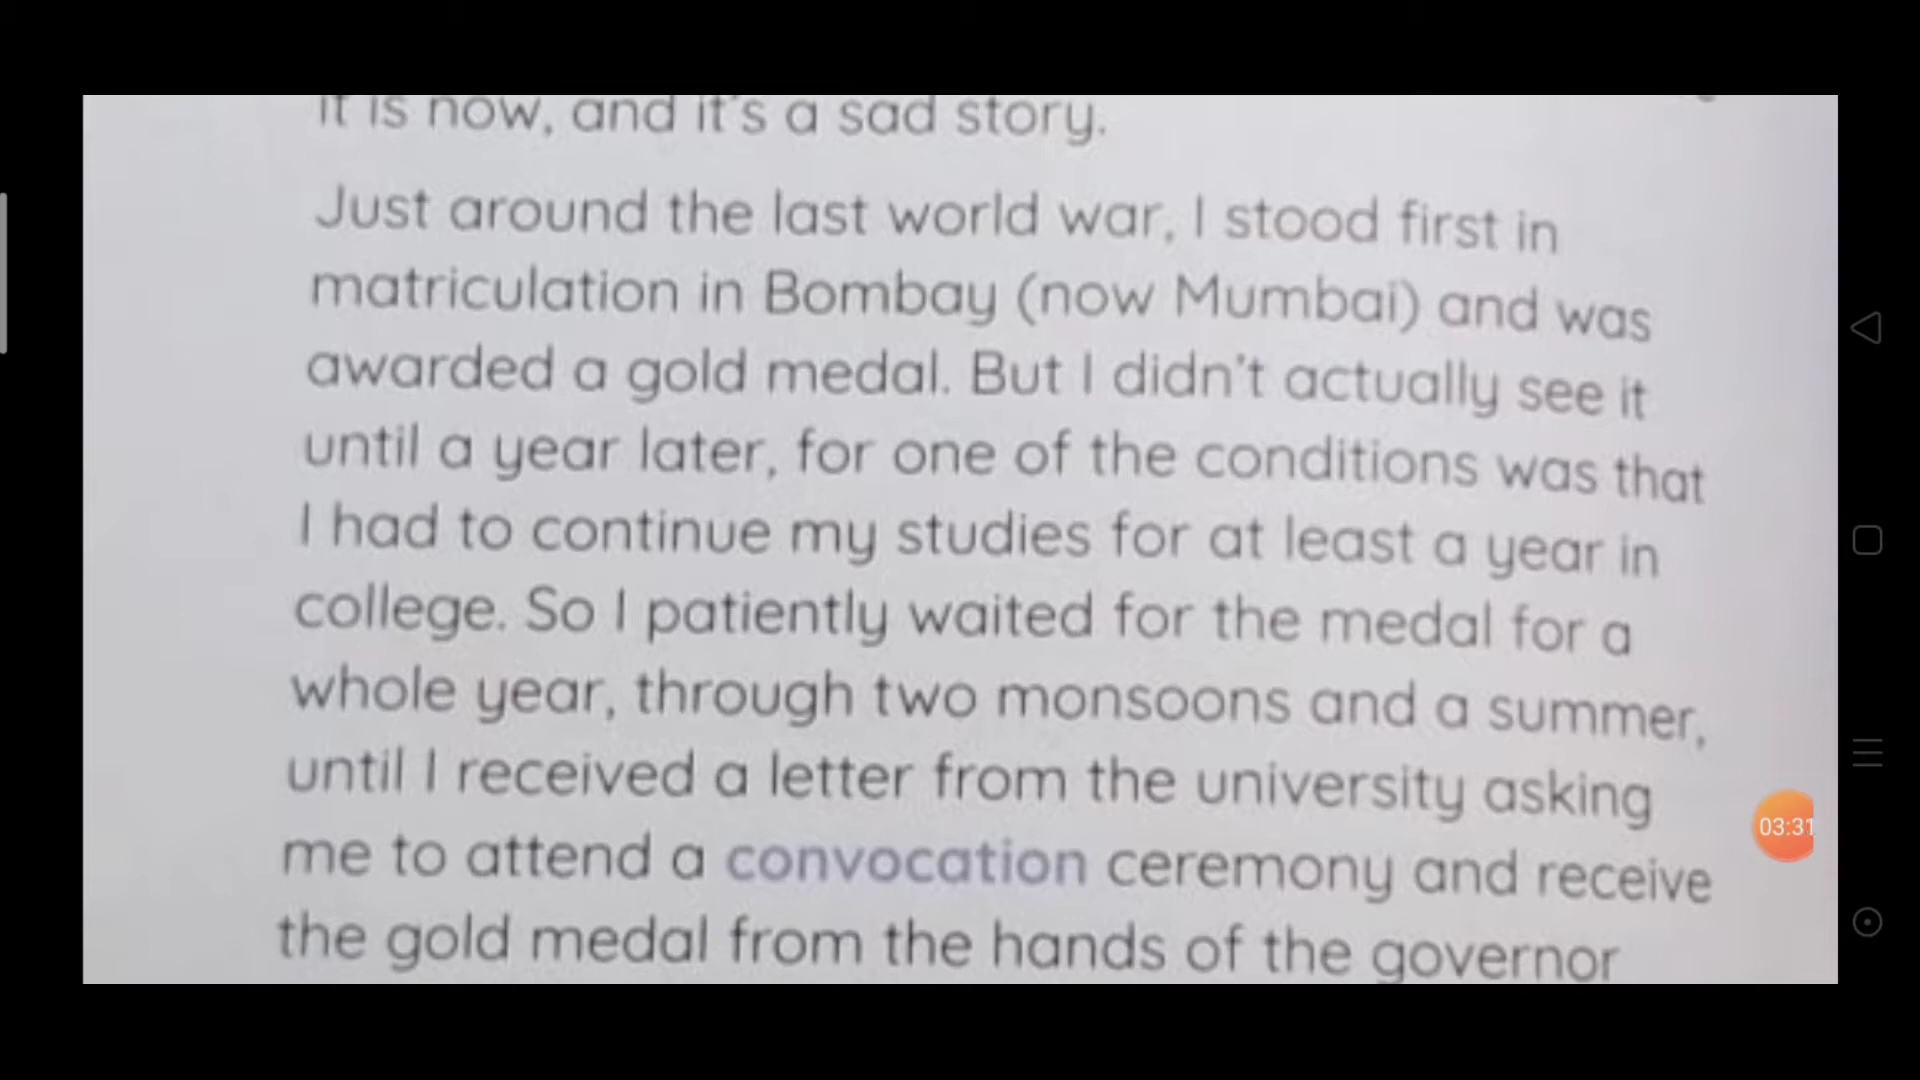 it is now, and it's a sad story.
Just around the last world war, I stood first in
matriculation in Bombay (now Mumbai) and was
awarded a gold medal. But I didn't actually see it
until a year later, for one of the conditions was that
I had to continue my studies for at least a year in
college. So I patiently waited for the medal for a
whole year, through two monsoons and a summer,
until I received a letter from the university asking
me to attend a convocation ceremony and receive
the gold medal from the hands of the governor
03:31